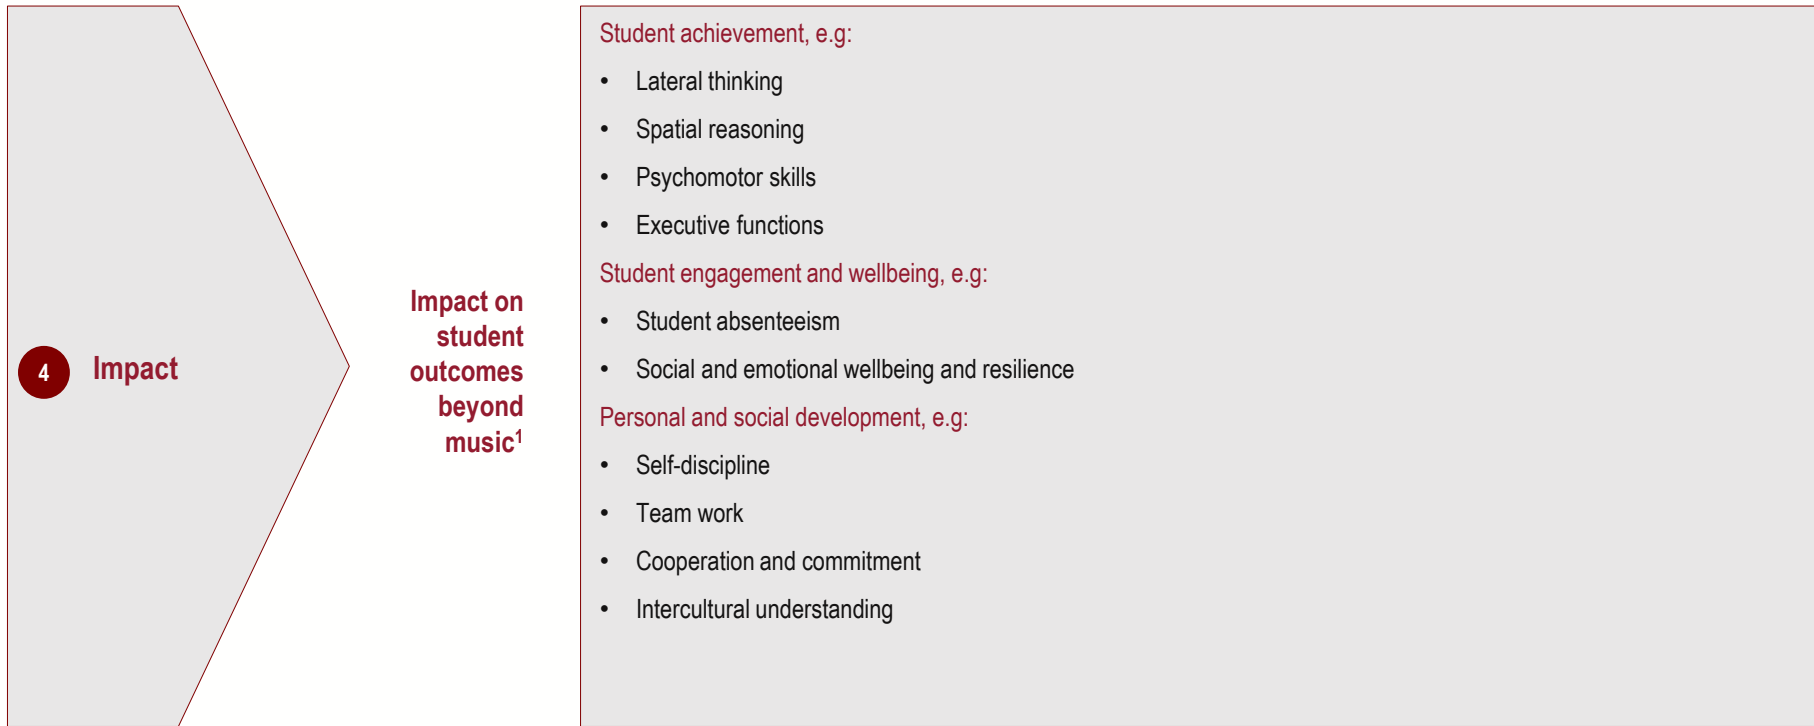 4 Impact
Impact on
student
outcomes
beyond
music¹
Student achievement, e.g:
• Lateral thinking
• Spatial reasoning
• Psychomotor skills
• Executive functions
Student engagement and wellbeing, e.g:
• Student absenteeism
• Social and emotional wellbeing and resilience
Personal and social development, e.g:
• Self-discipline
• Team work
• Cooperation and commitment
• Intercultural understanding